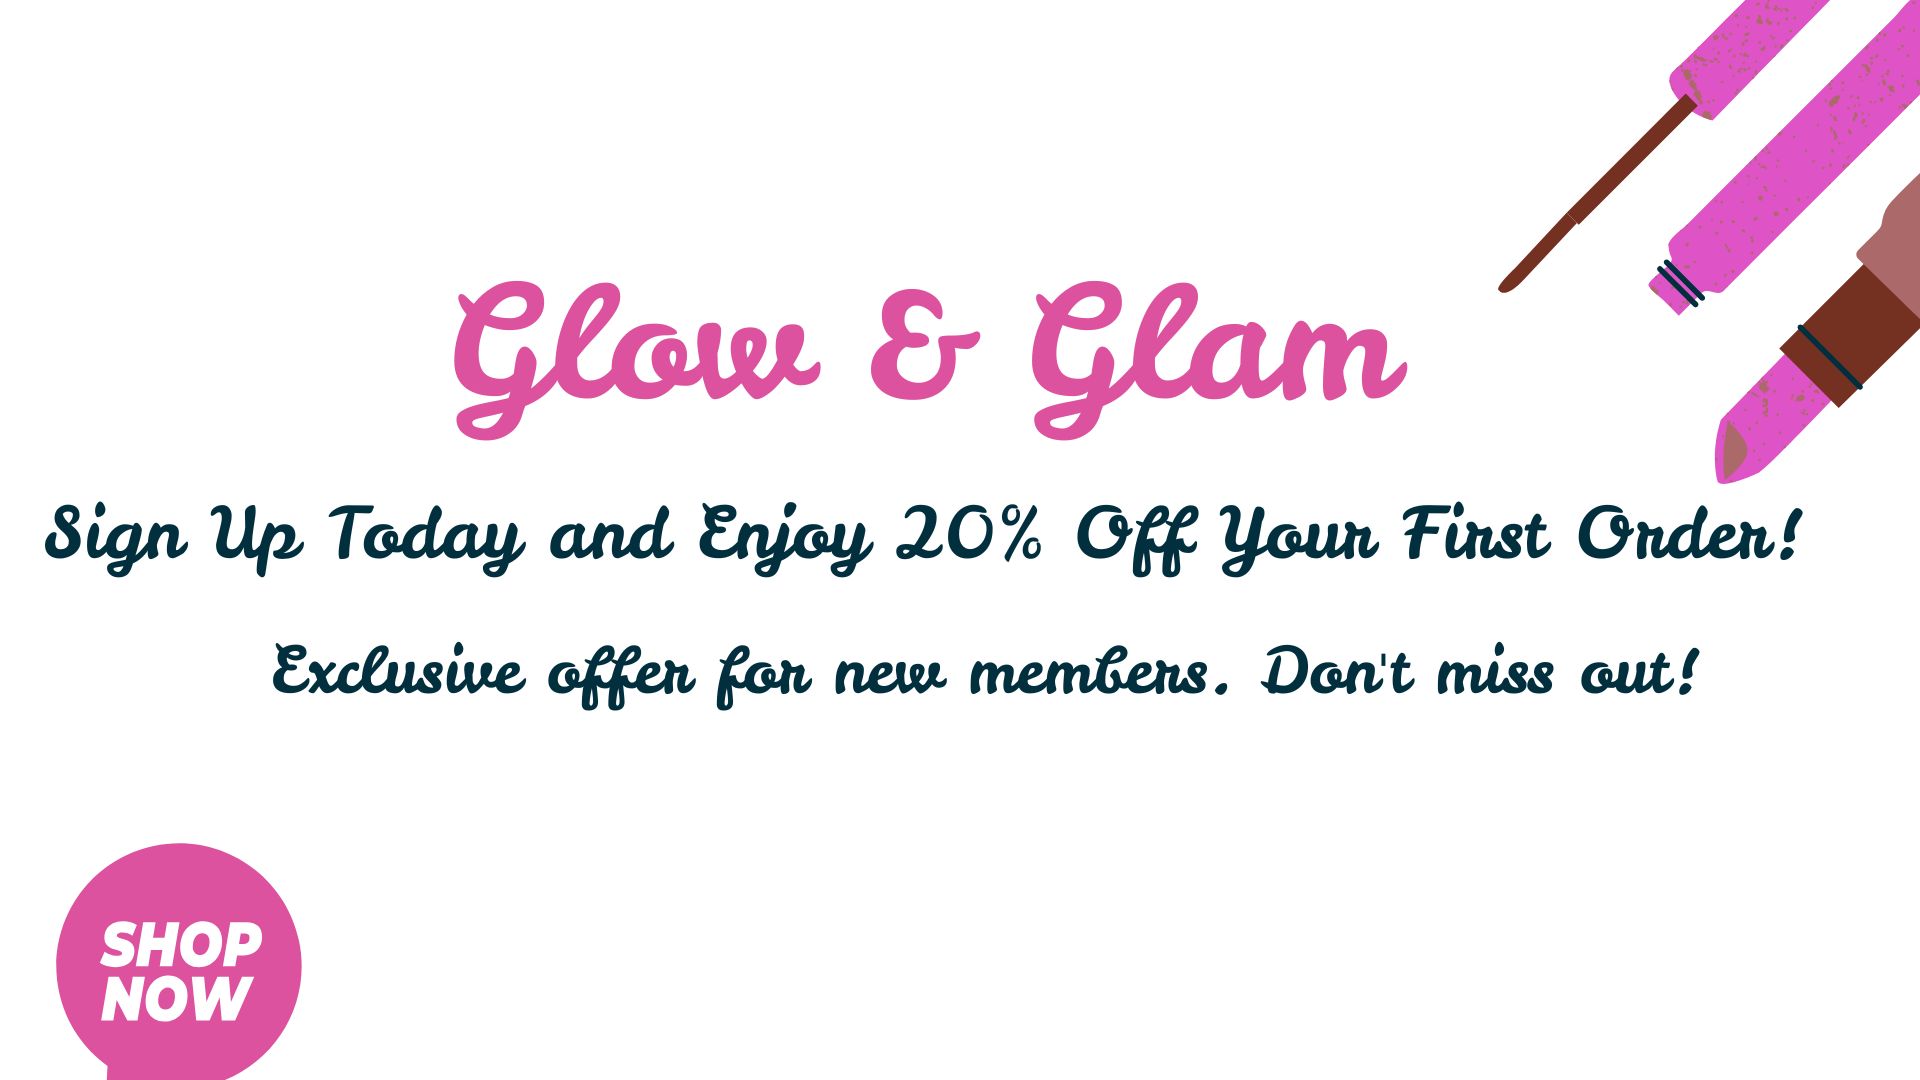 Glow & Glam
Sign Up Today and Enjoy 20% Off Your First Order!
Exclusive offer for new members. Don't miss out!
SHOP
NOW